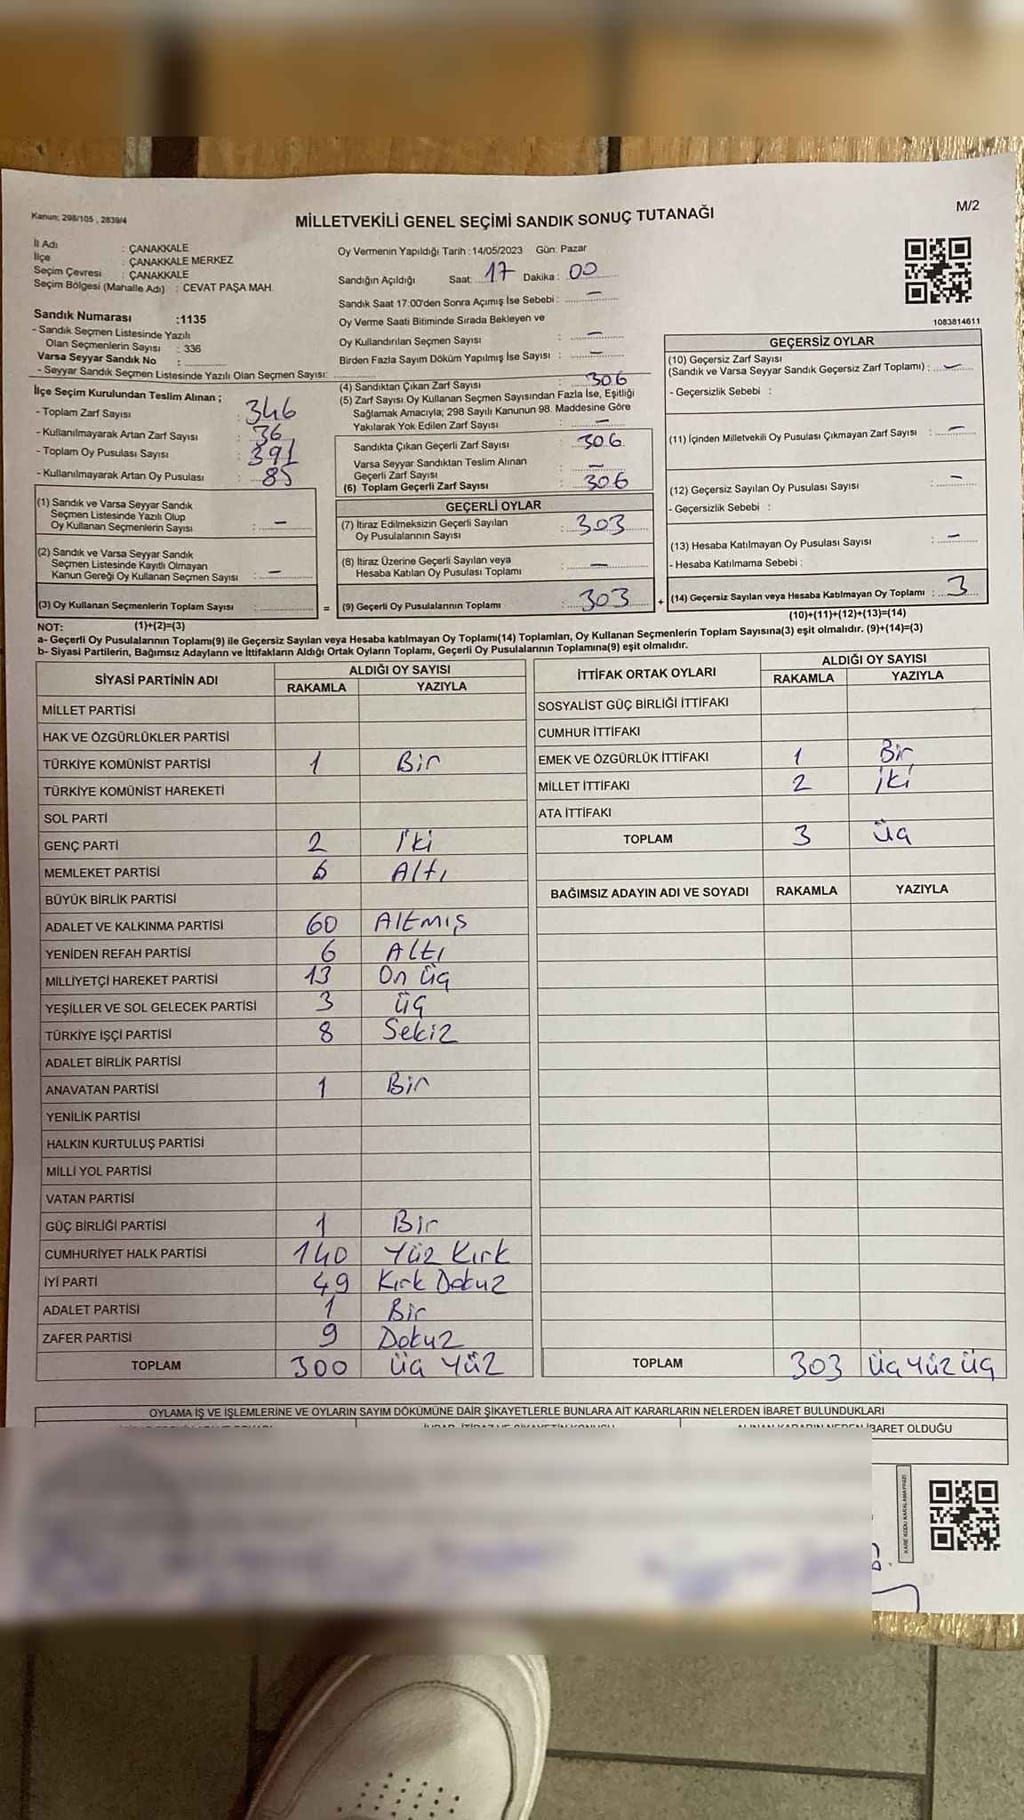 Kanun: 298/105 , 2839/4
MİLLETVEKİLİ GENEL SEÇİMİ SANDIK SONUÇ TUTANAĞI
M/2
İl Adı : ÇANAKKALE
İlçe : ÇANAKKALE MERKEZ
Seçim Çevresi : ÇANAKKALE
Seçim Bölgesi (Mahalle Adı) : CEVAT PAŞA MAH.
Oy Vermenin Yapıldığı Tarih :14/05/2023 Gün: Pazar
Sandığın Açıldığı Saat: 17 Dakika : 00
Sandık Saat 17.00'den Sonra Açımış İse Sebebi : –
Oy Verme Saati Bitiminde Sırada Bekleyen ve
Oy Kullandırılan Seçmen Sayısı : –
Birden Fazla Sayım Döküm Yapılmış İse Sayısı : –
1083814611
Sandık Numarası :1135
- Sandık Seçmen Listesinde Yazılı
Olan Seçmenlerin Sayısı : 336
Varsa Seyyar Sandık No :
- Seyyar Sandık Seçmen Listesinde Yazılı Olan Seçmen Sayısı:
İlçe Seçim Kurulundan Teslim Alınan ;
- Toplam Zarf Sayısı : 346
- Kullanılmayarak Artan Zarf Sayısı : 36
- Toplam Oy Pusulası Sayısı : 391
- Kullanılmayarak Artan Oy Pusulası : 85
(1) Sandık ve Varsa Seyyar Sandık
Seçmen Listesinde Yazılı Olup
Oy Kullanan Seçmenlerin Sayısı : –
(2) Sandık ve Varsa Seyyar Sandık
Seçmen Listesinde Kayıtlı Olmayan
Kanun Gereği Oy Kullanan Seçmen Sayısı : –
(3) Oy Kullanan Seçmenlerin Toplam Sayısı :
(4) Sandıktan Çıkan Zarf Sayısı : 306
(5) Zarf Sayısı Oy Kullanan Seçmen Sayısından Fazla İse, Eşitliği
Sağlamak Amacıyla; 298 Sayılı Kanunun 98. Maddesine Göre
Yakılarak Yok Edilen Zarf Sayısı : –
Sandıkta Çıkan Geçerli Zarf Sayısı : 306
Varsa Seyyar Sandıktan Teslim Alınan
Geçerli Zarf Sayısı : –
(6) Toplam Geçerli Zarf Sayısı : 306
GEÇERLİ OYLAR
(7) İtiraz Edilmeksizin Geçerli Sayılan
Oy Pusulalarının Sayısı : 303
(8) İtiraz Üzerine Geçerli Sayılan veya
Hesaba Katılan Oy Pusulası Toplamı : –
= (9) Geçerli Oy Pusulalarının Toplamı : 303
GEÇERSİZ OYLAR
(10) Geçersiz Zarf Sayısı
(Sandık ve Varsa Seyyar Sandık Geçersiz Zarf Toplamı) : –
- Geçersizlik Sebebi :
(11) İçinden Milletvekili Oy Pusulası Çıkmayan Zarf Sayısı : –
(12) Geçersiz Sayılan Oy Pusulası Sayısı : –
- Geçersizlik Sebebi :
(13) Hesaba Katılmayan Oy Pusulası Sayısı : –
- Hesaba Katılmama Sebebi :
+ (14) Geçersiz Sayılan veya Hesaba Katılmayan Oy Toplamı : 3
NOT: (1)+(2)=(3)
(10)+(11)+(12)+(13)=(14)
a- Geçerli Oy Pusulalarının Toplamı(9) ile Geçersiz Sayılan veya Hesaba katılmayan Oy Toplamı(14) Toplamları, Oy Kullanan Seçmenlerin Toplam Sayısına(3) eşit olmalıdır. (9)+(14)=(3)
b- Siyasi Partilerin, Bağımsız Adayların ve İttifakların Aldığı Ortak Oyların Toplamı, Geçerli Oy Pusulalarının Toplamına(9) eşit olmalıdır.
SİYASİ PARTİNİN ADI ALDIĞI OY SAYISI
RAKAMLA YAZIYLA
MİLLET PARTİSİ
HAK VE ÖZGÜRLÜKLER PARTİSİ
TÜRKİYE KOMÜNİST PARTİSİ 1 Bir
TÜRKİYE KOMÜNİST HAREKETİ
SOL PARTİ
GENÇ PARTİ 2 İki
MEMLEKET PARTİSİ 6 Altı
BÜYÜK BİRLİK PARTİSİ
ADALET VE KALKINMA PARTİSİ 60 Altmış
YENİDEN REFAH PARTİSİ 6 Altı
MİLLİYETÇİ HAREKET PARTİSİ 13 On üç
YEŞİLLER VE SOL GELECEK PARTİSİ 3 üç
TÜRKİYE İŞÇİ PARTİSİ 8 Sekiz
ADALET BİRLİK PARTİSİ
ANAVATAN PARTİSİ 1 Bir
YENİLİK PARTİSİ
HALKIN KURTULUŞ PARTİSİ
MİLLİ YOL PARTİSİ
VATAN PARTİSİ
GÜÇ BİRLİĞİ PARTİSİ 1 Bir
CUMHURİYET HALK PARTİSİ 140 Yüz Kırk
İYİ PARTİ 49 Kırk Dokuz
ADALET PARTİSİ 1 Bir
ZAFER PARTİSİ 9 Dokuz
TOPLAM 300 üç Yüz
İTTİFAK ORTAK OYLARI ALDIĞI OY SAYISI
RAKAMLA YAZIYLA
SOSYALİST GÜÇ BİRLİĞİ İTTİFAKI
CUMHUR İTTİFAKI
EMEK VE ÖZGÜRLÜK İTTİFAKI 1 Bir
MİLLET İTTİFAKI 2 iki
ATA İTTİFAKI
TOPLAM 3 üç
BAĞIMSIZ ADAYIN ADI VE SOYADI RAKAMLA YAZIYLA
TOPLAM 303 üç yüz üç
OYLAMA İŞ VE İŞLEMLERİNE VE OYLARIN SAYIM DÖKÜMÜNE DAİR ŞİKAYETLERLE BUNLARA AİT KARARLARIN NELERDEN İBARET BULUNDUKLARI
İBARET OLDUĞU